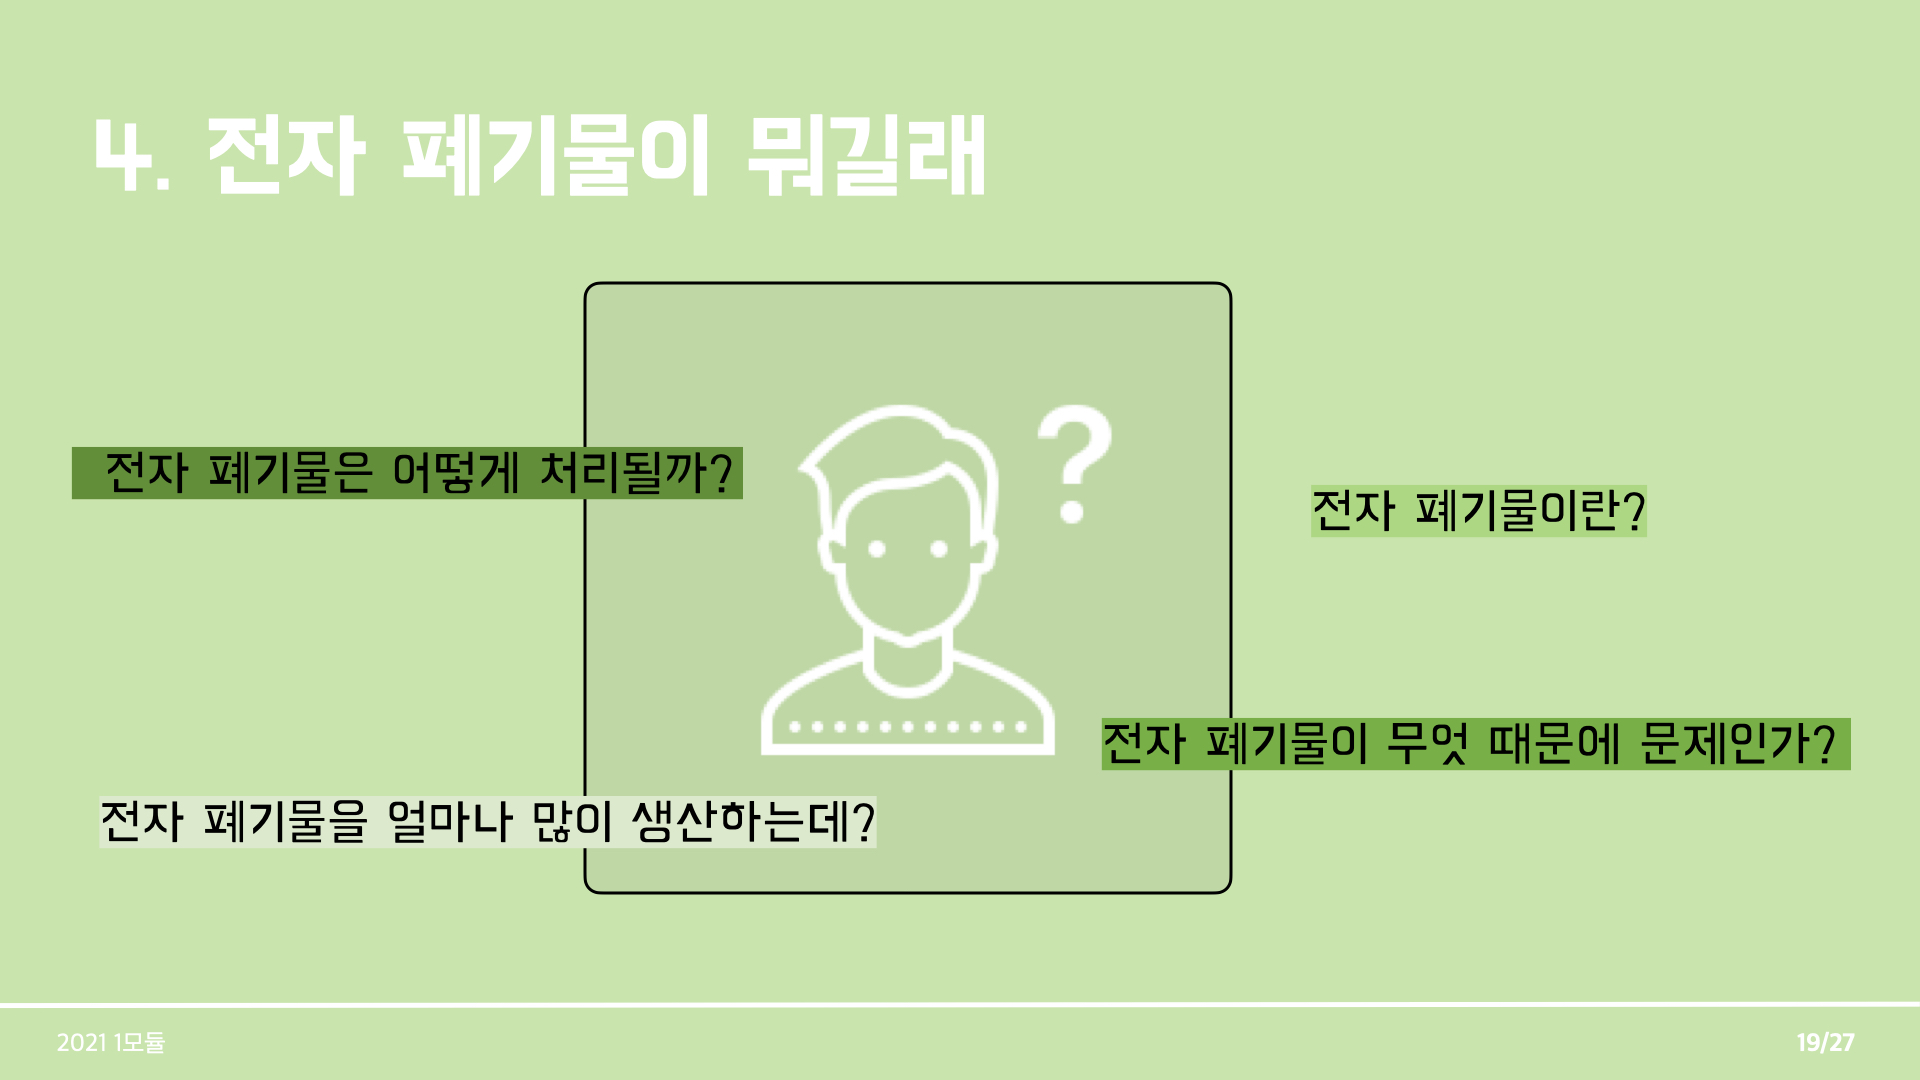 4. 전자 폐기물이 뭐길래
?
전자 폐기물은 어떻게 처리될까?
전자 폐기물이란?
전자 폐기물이 무엇 때문에 문제인가?
전자 폐기물을 얼마나 많이 생산하는데?
2021 1모듈
19/27